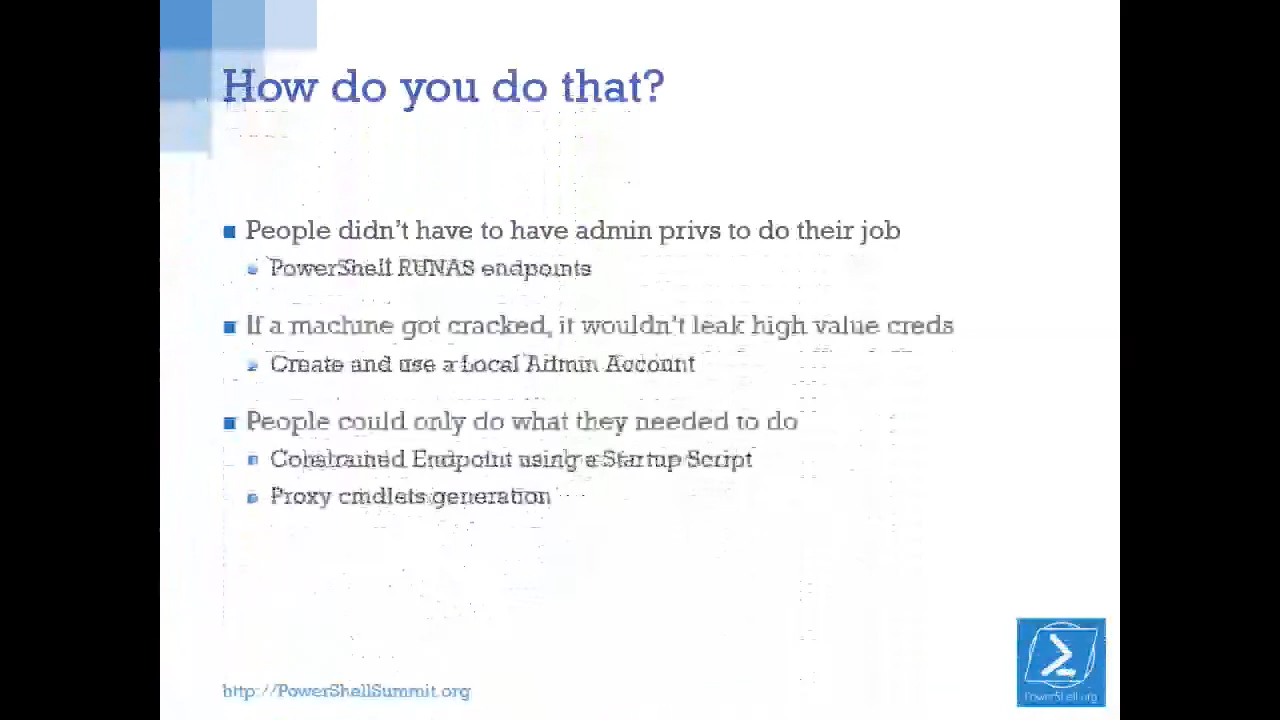 How do you do that?
People didn't have to have admin privs to do their job
PowerShell RUNAS endpoints
If a machine got cracked, it wouldn't leak high value creds
Create and use a Local Admin Account
People could only do what they needed to do
Constrained Endpoint using a Startup Script
Proxy cmdlets generation
http://PowerShellSummit.org
PowerShell.org